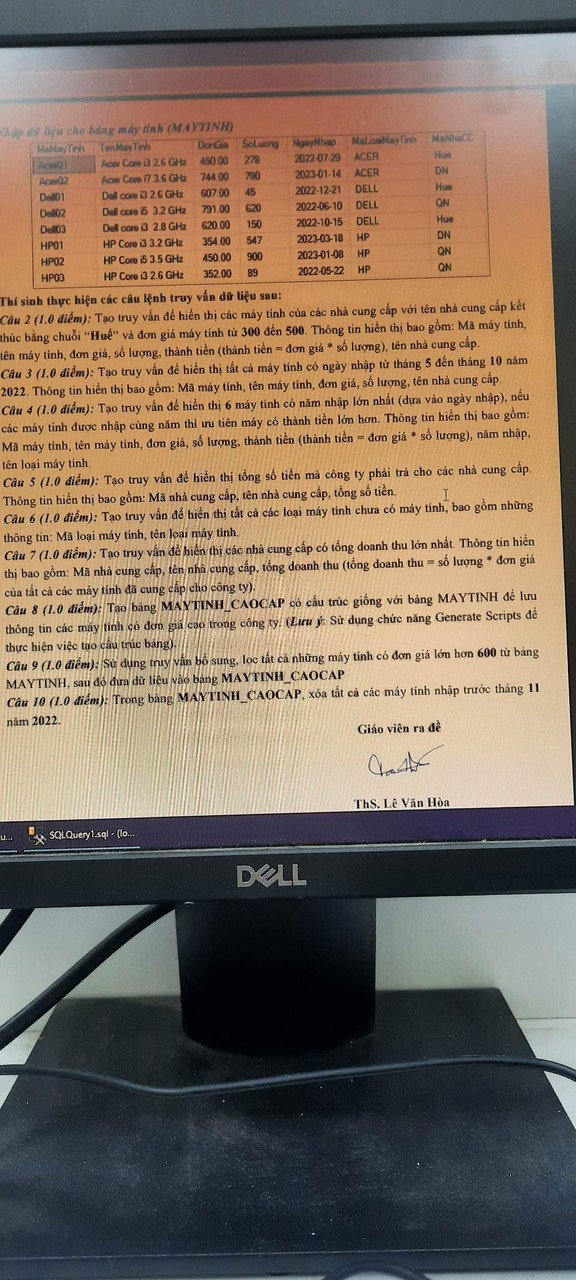 Nhập dữ liệu cho bảng máy tính (MAYTINH)
MaMayTinh TenMayTinh DonGia SoLuong NgayNhap MaLoaiMayTinh MaNhaCC
Acer01 Acer Core i3 2.6 GHz 450.00 278 2022-07-29 ACER Hue
Acer02 Acer Core i7 3.6 GHz 744.00 790 2023-01-14 ACER DN
Dell01 Dell core i3 2.6 GHz 607.00 45 2022-12-21 DELL Hue
Dell02 Dell core i5 3.2 GHz 791.00 620 2022-06-10 DELL QN
Dell03 Dell core i3 2.8 GHz 620.00 150 2022-10-15 DELL Hue
HP01 HP Core i3 3.2 GHz 354.00 547 2023-03-18 HP DN
HP02 HP Core i5 3.5 GHz 450.00 900 2023-01-08 HP QN
HP03 HP Core i3 2.6 GHz 352.00 89 2022-05-22 HP QN
Thí sinh thực hiện các câu lệnh truy vấn dữ liệu sau:
Câu 2 (1.0 điểm): Tạo truy vấn để hiển thị các máy tính của các nhà cung cấp với tên nhà cung cấp kết
thúc bằng chuỗi “Huế” và đơn giá máy tính từ 300 đến 500. Thông tin hiển thị bao gồm: Mã máy tính,
tên máy tính, đơn giá, số lượng, thành tiền (thành tiền = đơn giá * số lượng), tên nhà cung cấp.
Câu 3 (1.0 điểm): Tạo truy vấn để hiển thị tất cả máy tính có ngày nhập từ tháng 5 đến tháng 10 năm
2022. Thông tin hiển thị bao gồm: Mã máy tính, tên máy tính, đơn giá, số lượng, tên nhà cung cấp.
Câu 4 (1.0 điểm): Tạo truy vấn để hiển thị 6 máy tính có năm nhập lớn nhất (dựa vào ngày nhập), nếu
các máy tính được nhập cùng năm thì ưu tiên máy có thành tiền lớn hơn. Thông tin hiển thị bao gồm:
Mã máy tính, tên máy tính, đơn giá, số lượng, thành tiền (thành tiền = đơn giá * số lượng), năm nhập,
tên loại máy tính.
Câu 5 (1.0 điểm): Tạo truy vấn để hiển thị tổng số tiền mà công ty phải trả cho các nhà cung cấp.
Thông tin hiển thị bao gồm: Mã nhà cung cấp, tên nhà cung cấp, tổng số tiền.
Câu 6 (1.0 điểm): Tạo truy vấn để hiển thị tất cả các loại máy tính chưa có máy tính, bao gồm những
thông tin: Mã loại máy tính, tên loại máy tính.
Câu 7 (1.0 điểm): Tạo truy vấn để hiển thị các nhà cung cấp có tổng doanh thu lớn nhất. Thông tin hiển
thị bao gồm: Mã nhà cung cấp, tên nhà cung cấp, tổng doanh thu (tổng doanh thu = số lượng * đơn giá
của tất cả các máy tính đã cung cấp cho công ty).
Câu 8 (1.0 điểm): Tạo bảng MAYTINH_CAOCAP có cấu trúc giống với bảng MAYTINH để lưu
thông tin các máy tính có đơn giá cao trong công ty. (Lưu ý: Sử dụng chức năng Generate Scripts để
thực hiện việc tạo cấu trúc bảng).
Câu 9 (1.0 điểm): Sử dụng truy vấn bổ sung, lọc tất cả những máy tính có đơn giá lớn hơn 600 từ bảng
MAYTINH, sau đó đưa dữ liệu vào bảng MAYTINH_CAOCAP
Câu 10 (1.0 điểm): Trong bảng MAYTINH_CAOCAP, xóa tất cả các máy tính nhập trước tháng 11
năm 2022.
Giáo viên ra đề
ThS. Lê Văn Hòa
u... SQLQuery1.sql - (lo...
DELL